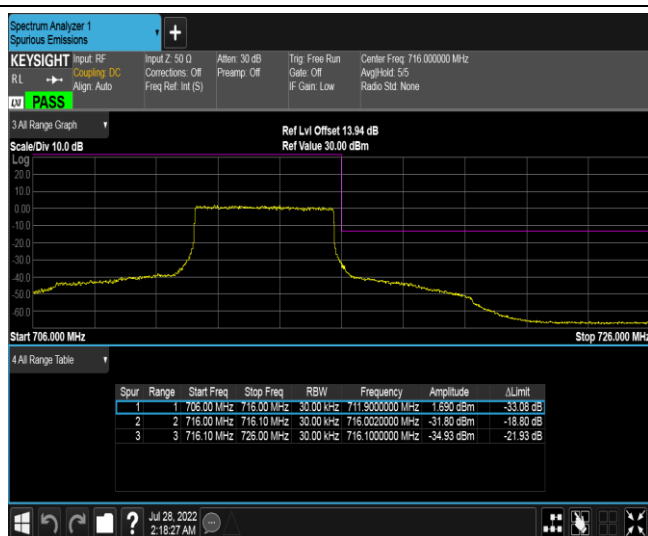 Spectrum Analyzer 1
Spurious Emissions
+
KEYSIGHT Input: RF Input Z: 50 Ω Atten: 30 dB Trig: Free Run Center Freq: 716.000000 MHz
RL Coupling: DC Corrections: Off Preamp: Off Gate: Off Avg|Hold: 5/5
Align: Auto Freq Ref: Int (S) IF Gain: Low Radio Std: None
LXI PASS
3 All Range Graph
Ref Lvl Offset 13.94 dB
Scale/Div 10.0 dB Ref Value 30.00 dBm
Log
20.0
10.0
0.00
-10.0
-20.0
-30.0
-40.0
-50.0
-60.0
Start 706.000 MHz Stop 726.000 MHz
4 All Range Table
Spur Range Start Freq Stop Freq RBW Frequency Amplitude ΔLimit
1 1 706.00 MHz 716.00 MHz 30.00 kHz 711.9000000 MHz 1.690 dBm -33.08 dB
2 2 716.00 MHz 716.10 MHz 30.00 kHz 716.0020000 MHz -31.80 dBm -18.80 dB
3 3 716.10 MHz 726.00 MHz 30.00 kHz 716.1000000 MHz -34.93 dBm -21.93 dB
? Jul 28, 2022
2:18:27 AM